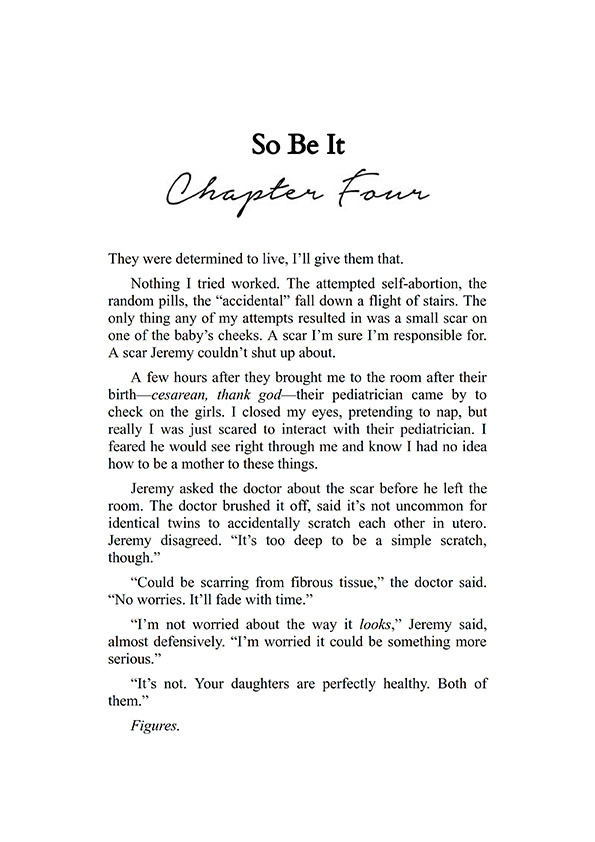 So Be It
Chapter Four
They were determined to live, I’ll give them that.
Nothing I tried worked. The attempted self-abortion, the
random pills, the “accidental” fall down a flight of stairs. The
only thing any of my attempts resulted in was a small scar on
one of the baby’s cheeks. A scar I’m sure I’m responsible for.
A scar Jeremy couldn’t shut up about.
A few hours after they brought me to the room after their
birth—cesarean, thank god—their pediatrician came by to
check on the girls. I closed my eyes, pretending to nap, but
really I was just scared to interact with their pediatrician. I
feared he would see right through me and know I had no idea
how to be a mother to these things.
Jeremy asked the doctor about the scar before he left the
room. The doctor brushed it off, said it’s not uncommon for
identical twins to accidentally scratch each other in utero.
Jeremy disagreed. “It’s too deep to be a simple scratch,
though.”
“Could be scarring from fibrous tissue,” the doctor said.
“No worries. It’ll fade with time.”
“I’m not worried about the way it looks,” Jeremy said,
almost defensively. “I’m worried it could be something more
serious.”
“It’s not. Your daughters are perfectly healthy. Both of
them.”
Figures.